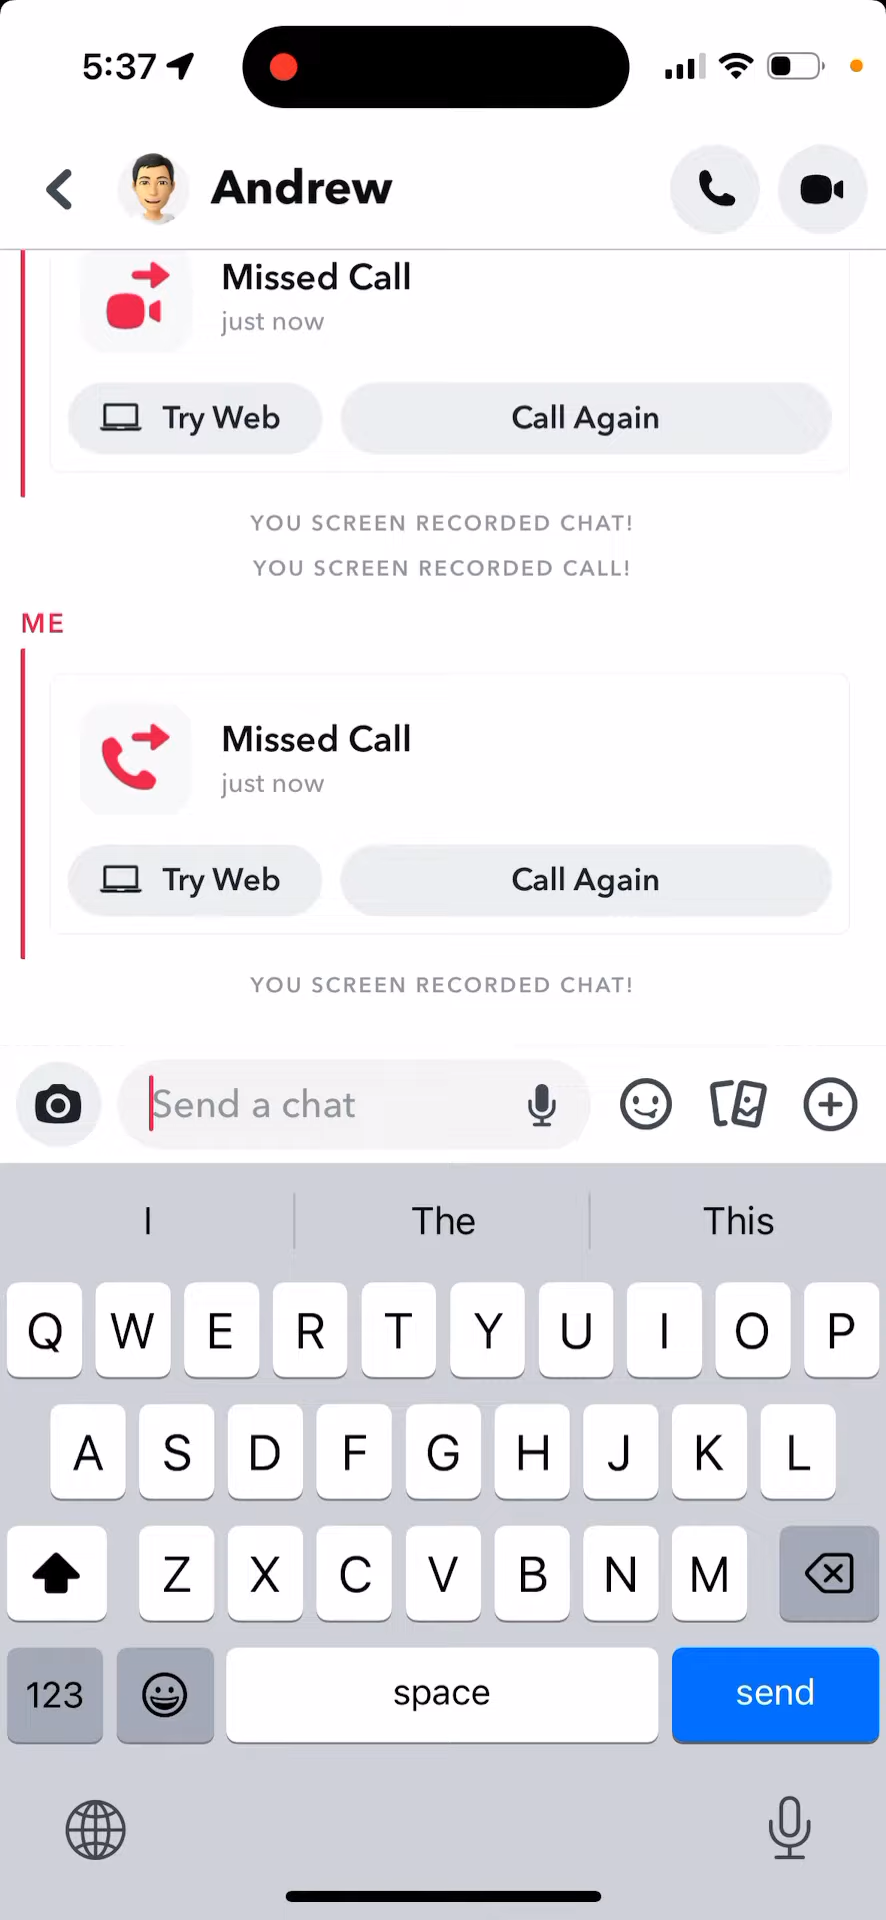 5:37
Andrew
Missed Call
just now
Try Web
Call Again
YOU SCREEN RECORDED CHAT!
YOU SCREEN RECORDED CALL!
ME
Missed Call
just now
Try Web
Call Again
YOU SCREEN RECORDED CHAT!
Send a chat
I The This
Q W E R T Y U I O P
A S D F G H J K L
Z X C V B N M
123 space send